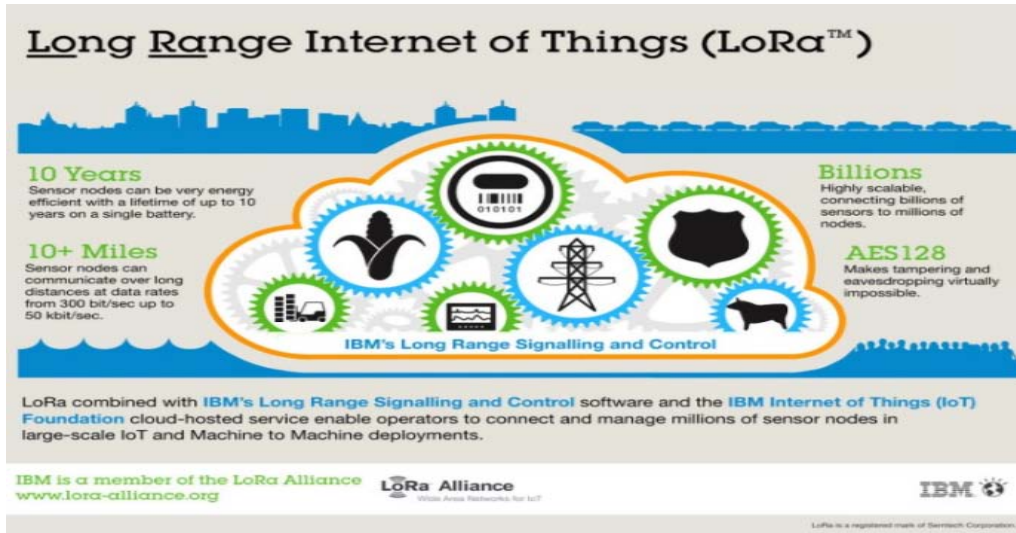 Long Range Internet of Things (LoRa™)
10 Years
Sensor nodes can be very energy
efficient with a lifetime of up to 10
years on a single battery.
10+ Miles
Sensor nodes can
communicate over long
distances at data rates
from 300 bit/sec up to
50 kbit/sec.
010101
Billions
Highly scalable,
connecting billions of
sensors to millions of
nodes.
AES128
Makes tampering and
eavesdropping virtually
impossible.
IBM's Long Range Signalling and Control
LoRa combined with IBM's Long Range Signalling and Control software and the IBM Internet of Things (IoT)
Foundation cloud-hosted service enable operators to connect and manage millions of sensor nodes in
large-scale IoT and Machine to Machine deployments.
IBM is a member of the LoRa Alliance
www.lora-alliance.org
LoRa Alliance
Wide Area Networks for IoT
IBM
LoRa is a registered mark of Semtech Corporation.